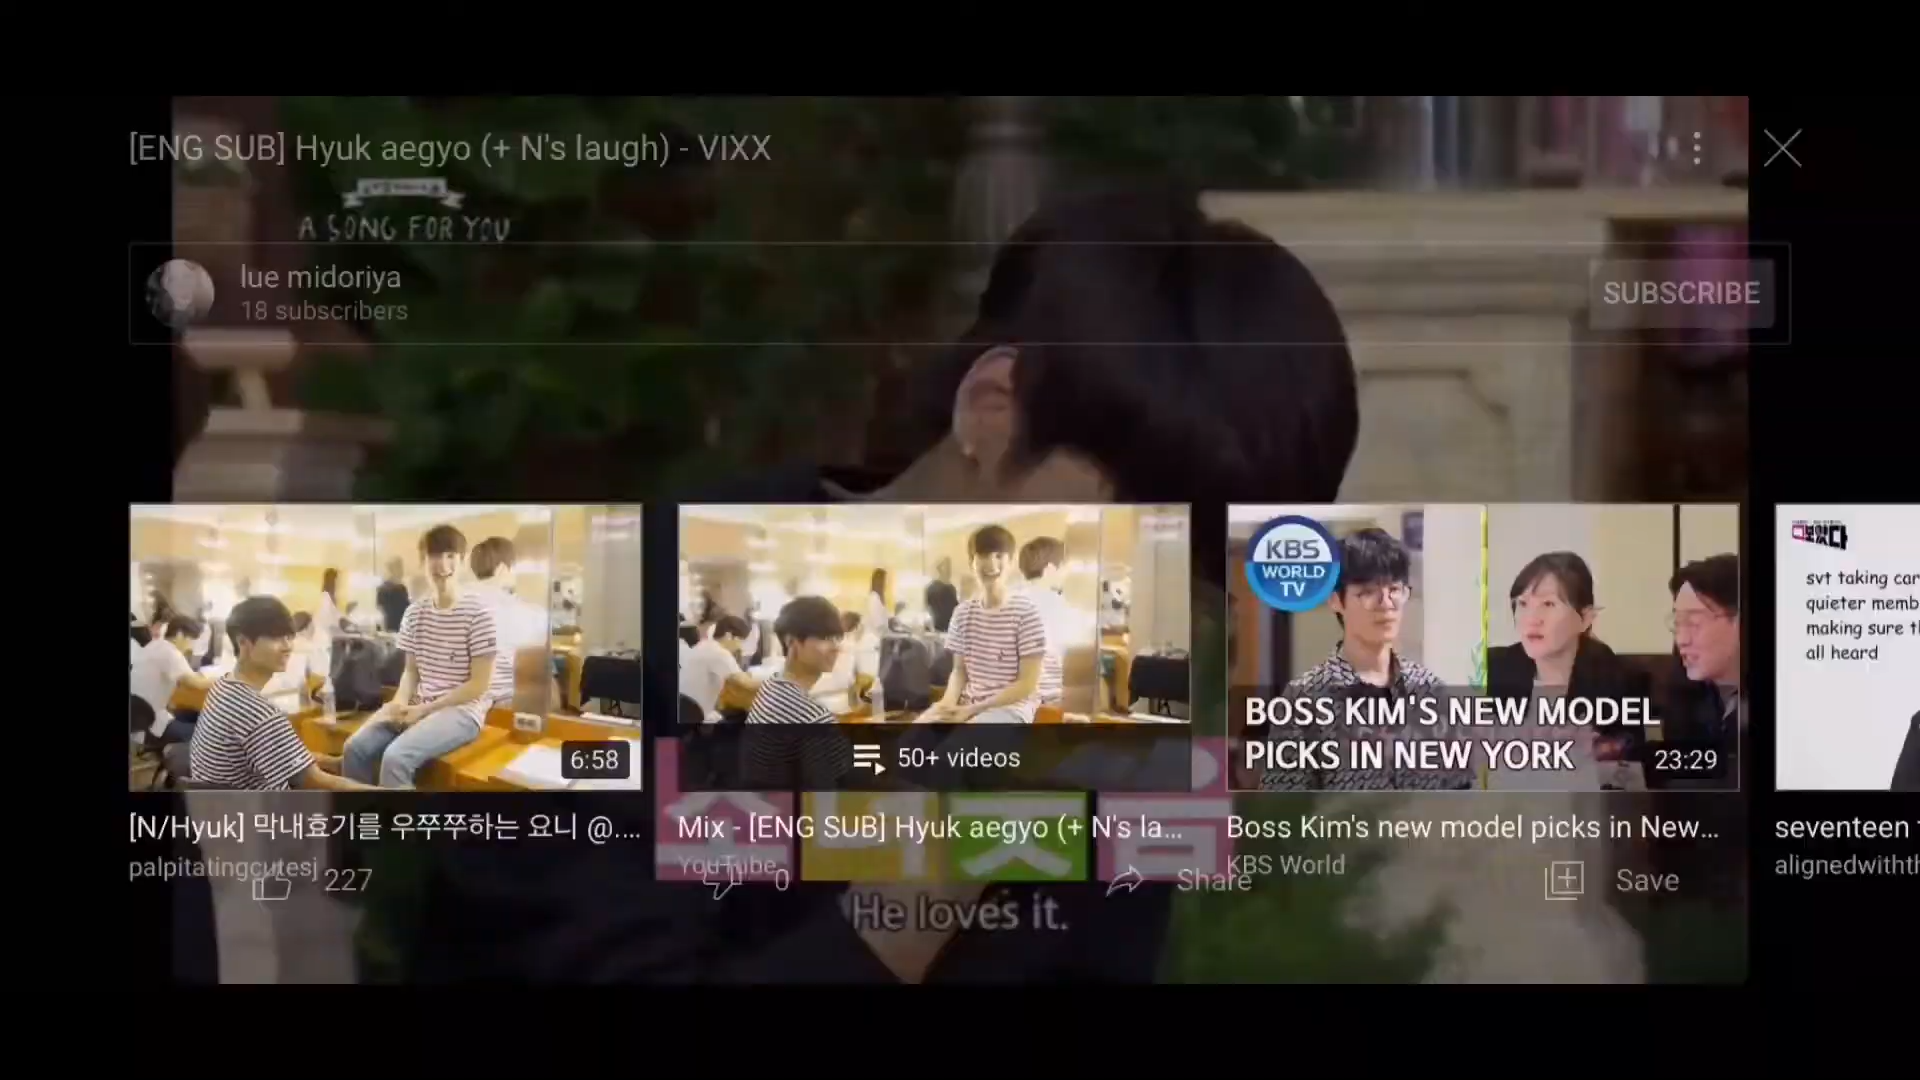 [ENG SUB] Hyuk aegyo (+ N's laugh) - VIXX
A SONG FOR YOU
lue midoriya
18 subscribers
SUBSCRIBE
6:58
50+ videos
KBS
WORLD
TV
BOSS KIM'S NEW MODEL
PICKS IN NEW YORK
23:29
svt taking car
quieter memb
making sure th
all heard
[N/Hyuk] 막내효기를 우쭈쭈하는 요니 @....
palpitatingcutesj
Mix - [ENG SUB] Hyuk aegyo (+ N's la...
YouTube
Boss Kim's new model picks in New...
KBS World
seventeen
alignedwithth
227
0
Share
Save
He loves it.